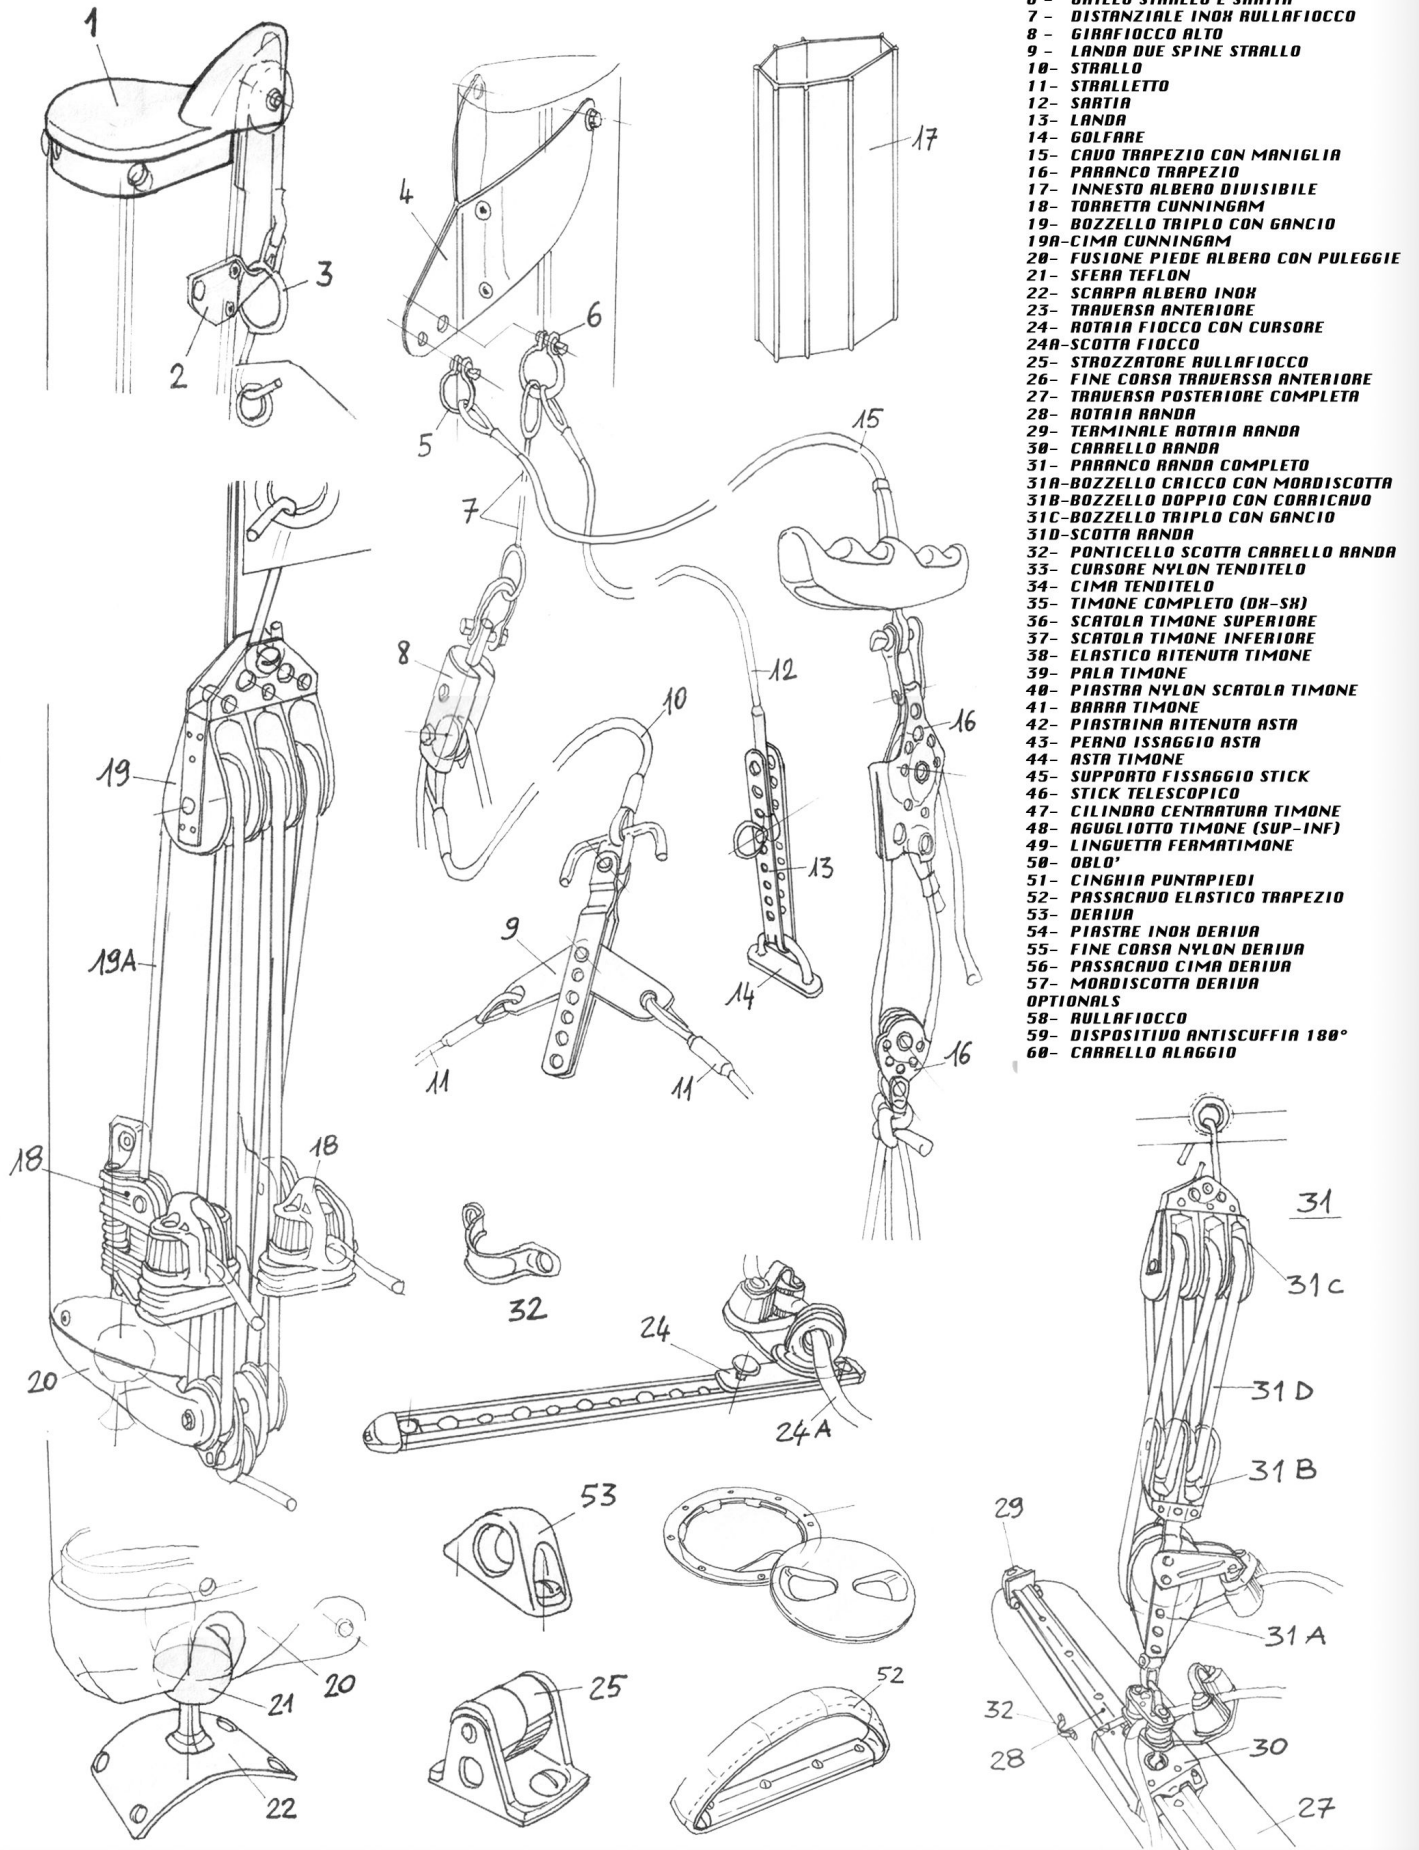 7 - DISTANZIALE INOX RULLAFIOCCO
8 - GIRAFIOCCO ALTO
9 - LANDA DUE SPINE STRALLO
10- STRALLO
11- STRALLETTO
12- SARTIA
13- LANDA
14- GOLFARE
15- CAVO TRAPEZIO CON MANIGLIA
16- PARANCO TRAPEZIO
17- INNESTO ALBERO DIVISIBILE
18- TORRETTA CUNNINGAM
19- BOZZELLO TRIPLO CON GANCIO
19A-CIMA CUNNINGAM
20- FUSIONE PIEDE ALBERO CON PULEGGIE
21- SFERA TEFLON
22- SCARPA ALBERO INOX
23- TRAVERSA ANTERIORE
24- ROTAIA FIOCCO CON CURSORE
24A-SCOTTA FIOCCO
25- STROZZATORE RULLAFIOCCO
26- FINE CORSA TRAVERSSA ANTERIORE
27- TRAVERSA POSTERIORE COMPLETA
28- ROTAIA RANDA
29- TERMINALE ROTAIA RANDA
30- CARRELLO RANDA
31- PARANCO RANDA COMPLETO
31A-BOZZELLO CRICCO CON MORDISCOTTA
31B-BOZZELLO DOPPIO CON CORRICAVO
31C-BOZZELLO TRIPLO CON GANCIO
31D-SCOTTA RANDA
32- PONTICELLO SCOTTA CARRELLO RANDA
33- CURSORE NYLON TENDITELO
34- CIMA TENDITELO
35- TIMONE COMPLETO (DX-SX)
36- SCATOLA TIMONE SUPERIORE
37- SCATOLA TIMONE INFERIORE
38- ELASTICO RITENUTA TIMONE
39- PALA TIMONE
40- PIASTRA NYLON SCATOLA TIMONE
41- BARRA TIMONE
42- PIASTRINA RITENUTA ASTA
43- PERNO ISSAGGIO ASTA
44- ASTA TIMONE
45- SUPPORTO FISSAGGIO STICK
46- STICK TELESCOPICO
47- CILINDRO CENTRATURA TIMONE
48- AGUGLIOTTO TIMONE (SUP-INF)
49- LINGUETTA FERMATIMONE
50- OBLO'
51- CINGHIA PUNTAPIEDI
52- PASSACAVO ELASTICO TRAPEZIO
53- DERIVA
54- PIASTRE INOX DERIVA
55- FINE CORSA NYLON DERIVA
56- PASSACAVO CIMA DERIVA
57- MORDISCOTTA DERIVA
OPTIONALS
58- RULLAFIOCCO
59- DISPOSITIVO ANTISCUFFIA 180°
60- CARRELLO ALAGGIO
1
17
4
3
6
2
5
15
7
8
10
12
16
19
13
9
19A
14
11
11
16
18
18
31
32
31C
24
20
31D
24A
31B
53
29
31A
52
21
20
25
32
28
30
22
27